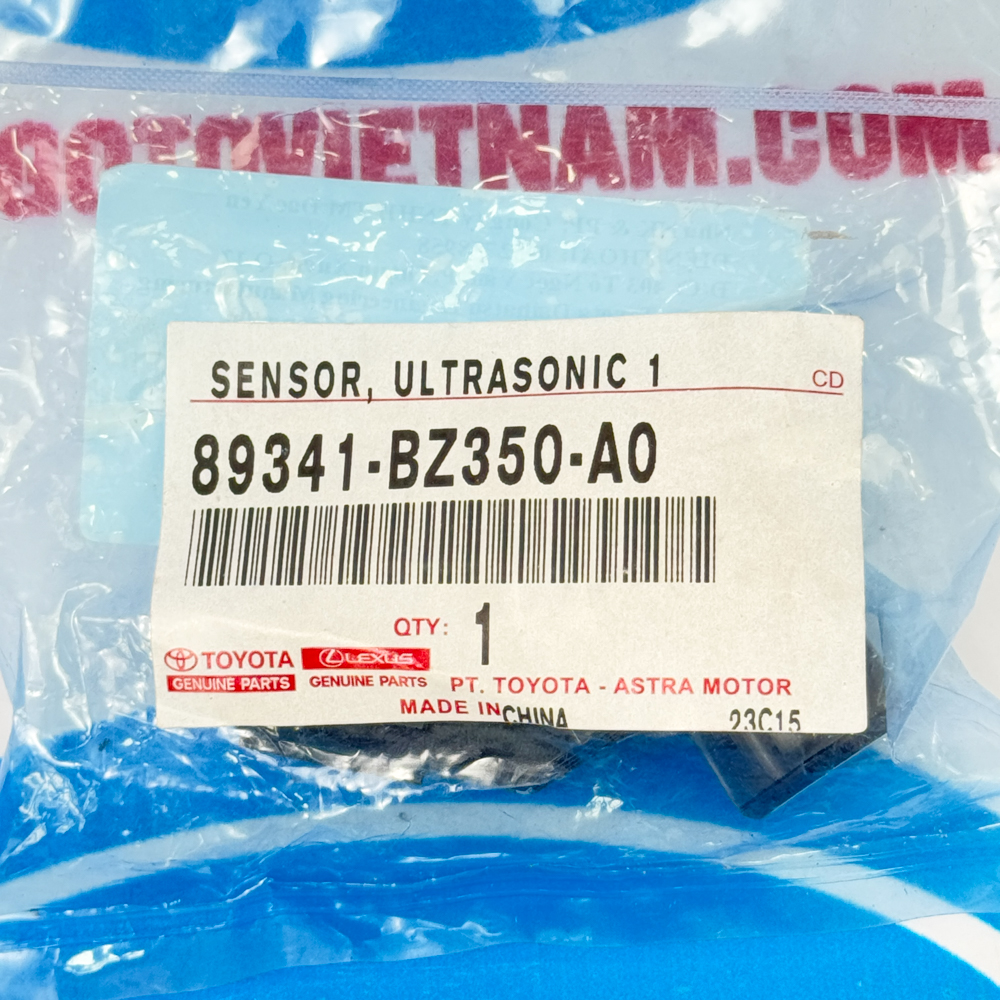 GOTOVIETNAM.COM
SENSOR, ULTRASONIC 1
CD
89341-BZ350-A0
QTY: 1
TOYOTA LEXUS
GENUINE PARTS GENUINE PARTS PT. TOYOTA - ASTRA MOTOR
MADE IN CHINA 23C15